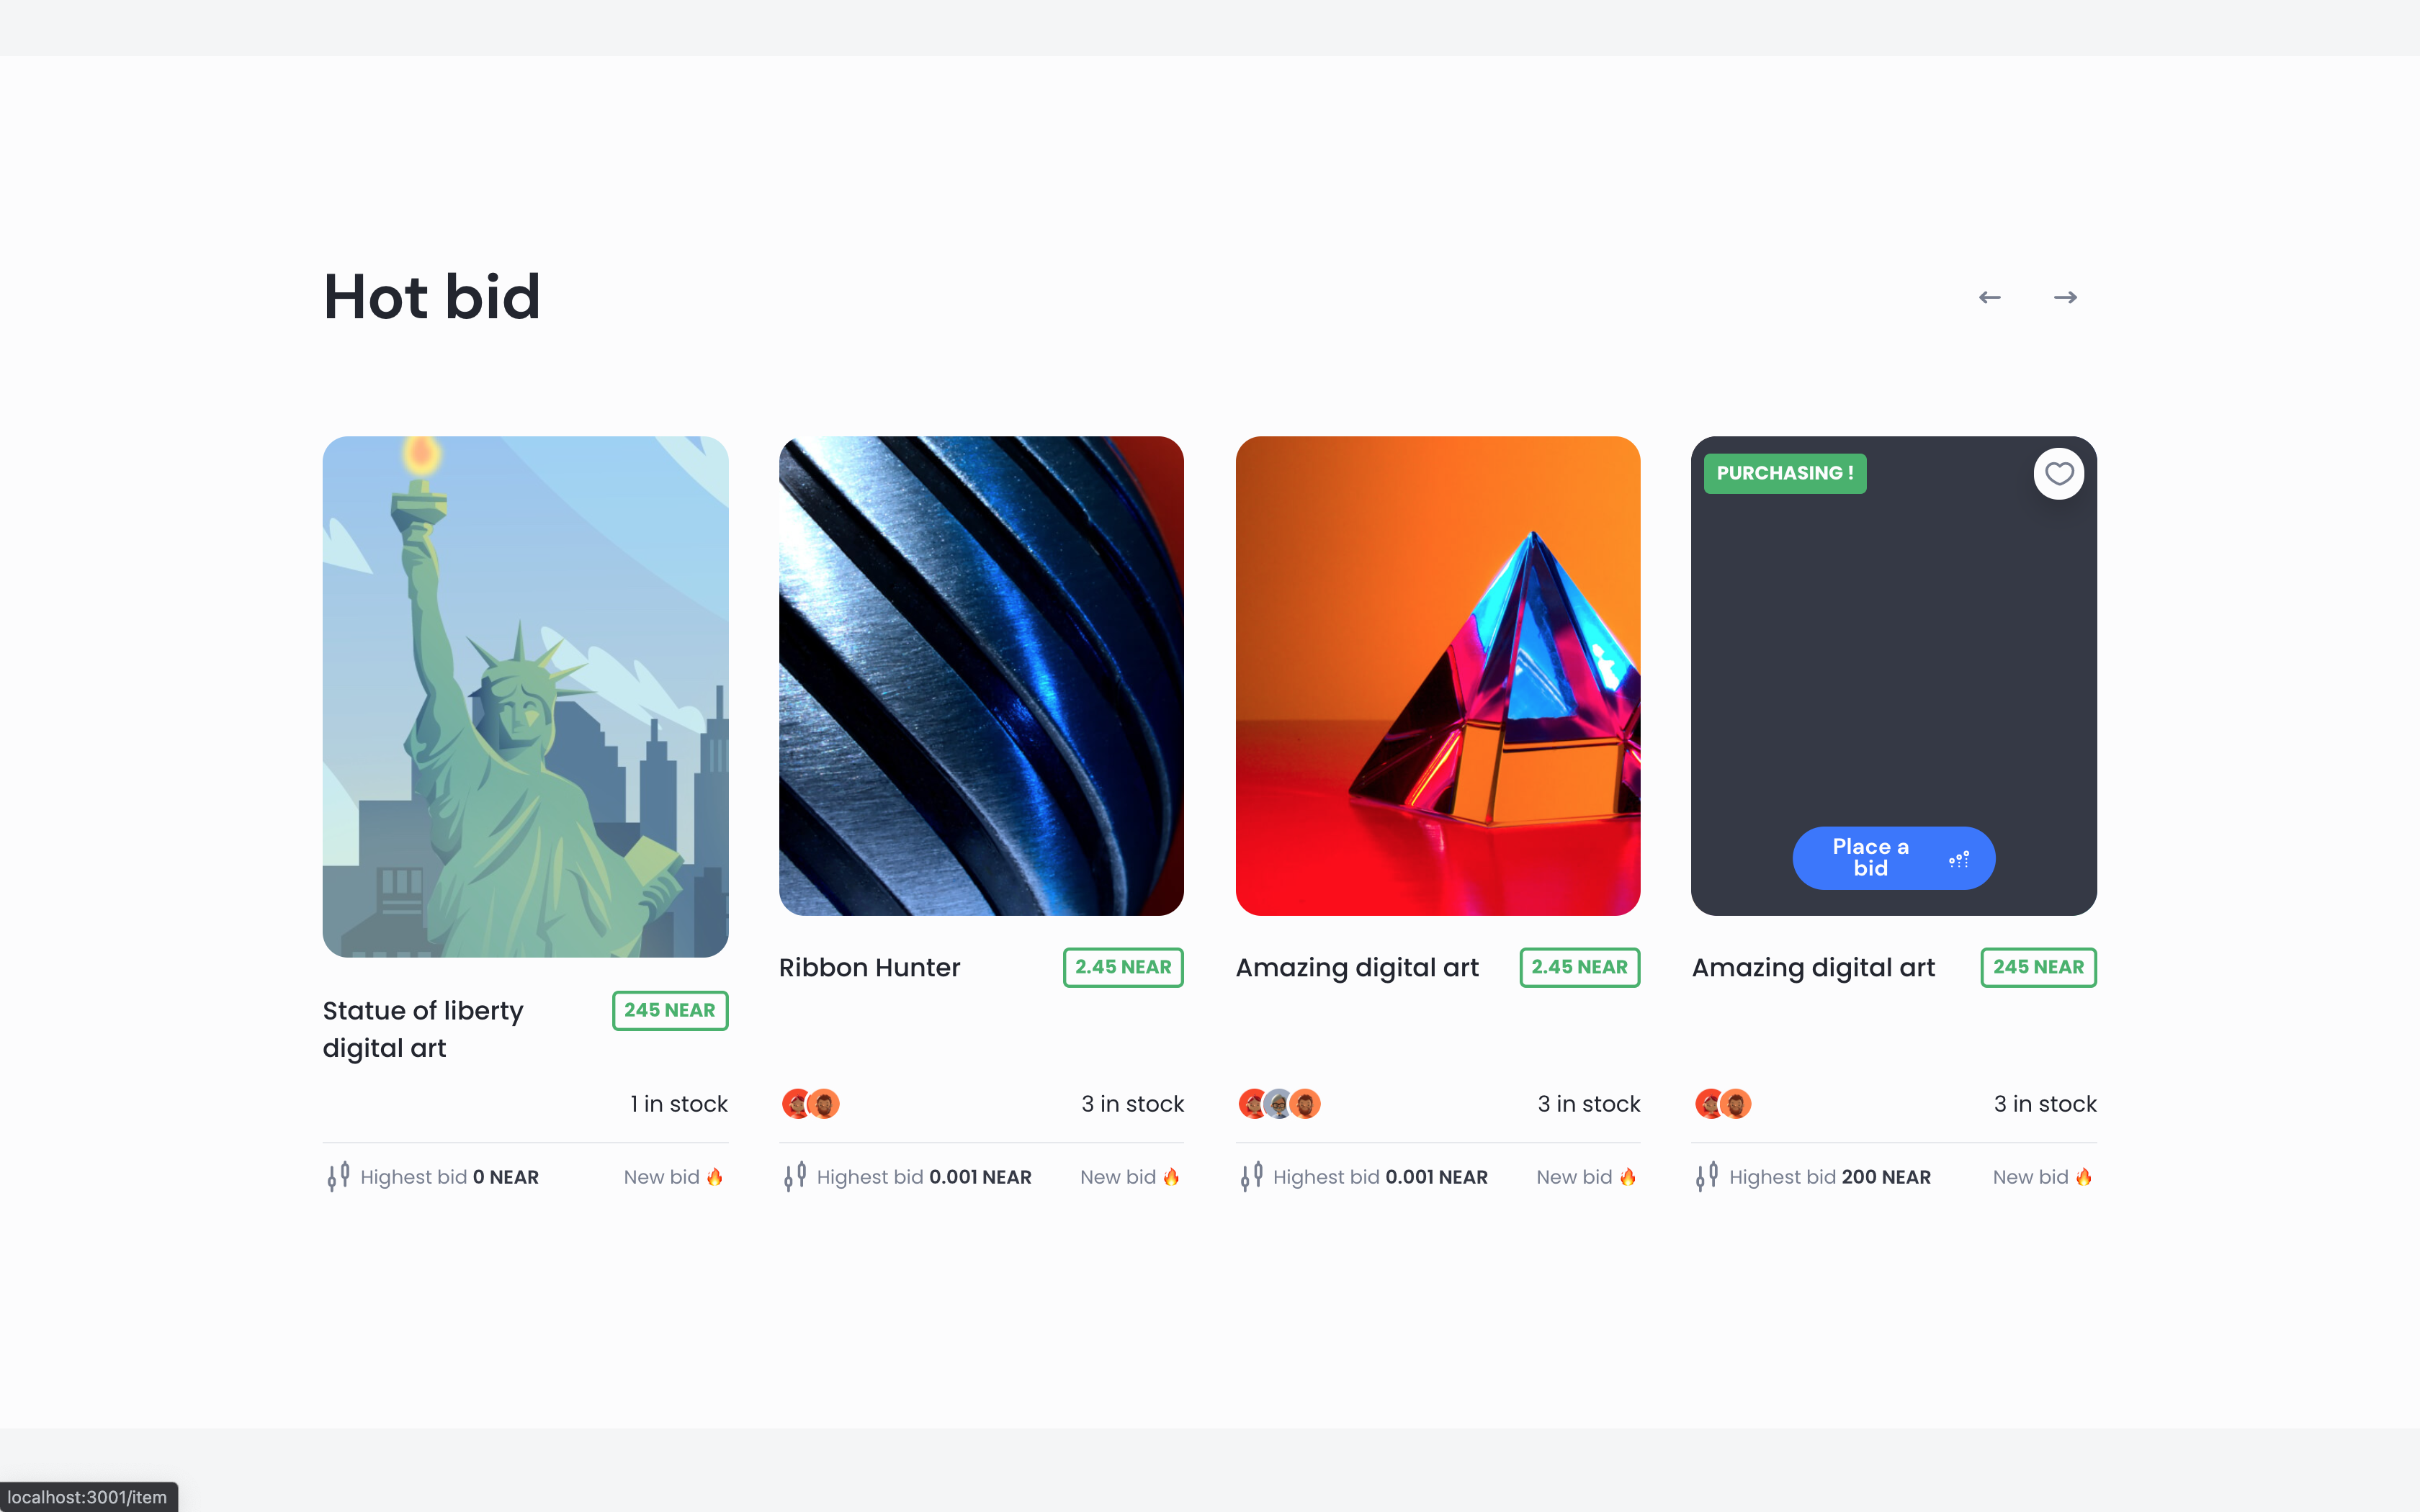 Hot bid
PURCHASING !
Place a
bid
Statue of liberty
digital art
245 NEAR
1 in stock
Highest bid 0 NEAR
New bid 🔥
Ribbon Hunter
2.45 NEAR
3 in stock
Highest bid 0.001 NEAR
New bid 🔥
Amazing digital art
2.45 NEAR
3 in stock
Highest bid 0.001 NEAR
New bid 🔥
Amazing digital art
245 NEAR
3 in stock
Highest bid 200 NEAR
New bid 🔥
localhost:3001/item